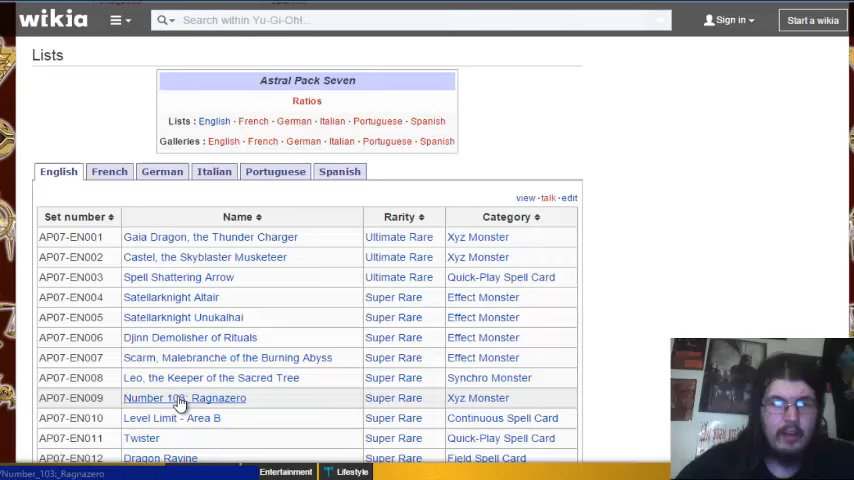 wikia
Search within Yu-Gi-Oh!...
Sign in
Start a wikia
Lists
Astral Pack Seven
Ratios
Lists : English · French · German · Italian · Portuguese · Spanish
Galleries : English · French · German · Italian · Portuguese · Spanish
English French German Italian Portuguese Spanish
view · talk · edit
Set number Name Rarity Category
AP07-EN001 Gaia Dragon, the Thunder Charger Ultimate Rare Xyz Monster
AP07-EN002 Castel, the Skyblaster Musketeer Ultimate Rare Xyz Monster
AP07-EN003 Spell Shattering Arrow Ultimate Rare Quick-Play Spell Card
AP07-EN004 Satellarknight Altair Super Rare Effect Monster
AP07-EN005 Satellarknight Unukalhai Super Rare Effect Monster
AP07-EN006 Djinn Demolisher of Rituals Super Rare Effect Monster
AP07-EN007 Scarm, Malebranche of the Burning Abyss Super Rare Effect Monster
AP07-EN008 Leo, the Keeper of the Sacred Tree Super Rare Synchro Monster
AP07-EN009 Number 103: Ragnazero Super Rare Xyz Monster
AP07-EN010 Level Limit - Area B Super Rare Continuous Spell Card
AP07-EN011 Twister Super Rare Quick-Play Spell Card
AP07-EN012 Dragon Ravine Super Rare Field Spell Card
/Number_103:_Ragnazero
Entertainment
Lifestyle